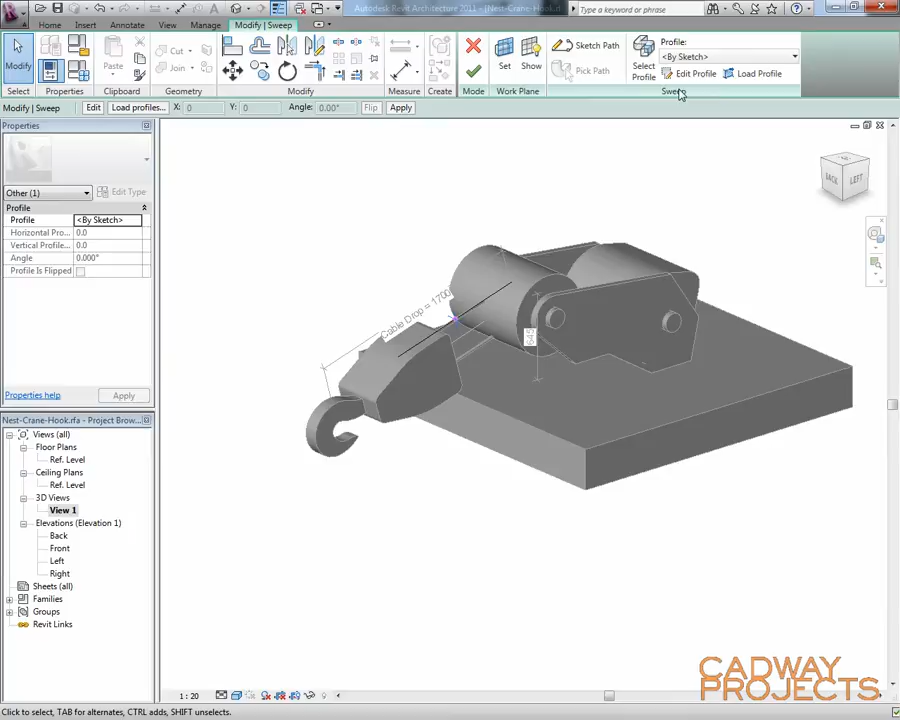 Autodesk Revit Architecture 2011 - [Nest-Crane-Hook.rf
Type a keyword or phrase
Home Insert Annotate View Manage Modify | Sweep
Modify
Paste
Cut
Join
Set
Show
Sketch Path
Pick Path
Select
Profile
Profile:
<By Sketch>
Edit Profile
Load Profile
Select Properties Clipboard Geometry Modify Measure Create Mode Work Plane Sweep
Modify | Sweep Edit Load profiles... X: 0 Y: 0 Angle: 0.00° Flip Apply
Properties
Other (1) Edit Type
Profile
Profile <By Sketch>
Horizontal Pro... 0.0
Vertical Profile... 0.0
Angle 0.000°
Profile Is Flipped
Properties help Apply
Nest-Crane-Hook.rfa - Project Brow...
Views (all)
Floor Plans
Ref. Level
Ceiling Plans
Ref. Level
3D Views
View 1
Elevations (Elevation 1)
Back
Front
Left
Right
Sheets (all)
Families
Groups
Revit Links
BACK LEFT
Cable Drop = 1700
645
1 : 20
Click to select, TAB for alternates, CTRL adds, SHIFT unselects.
CADWAY
PROJECTS